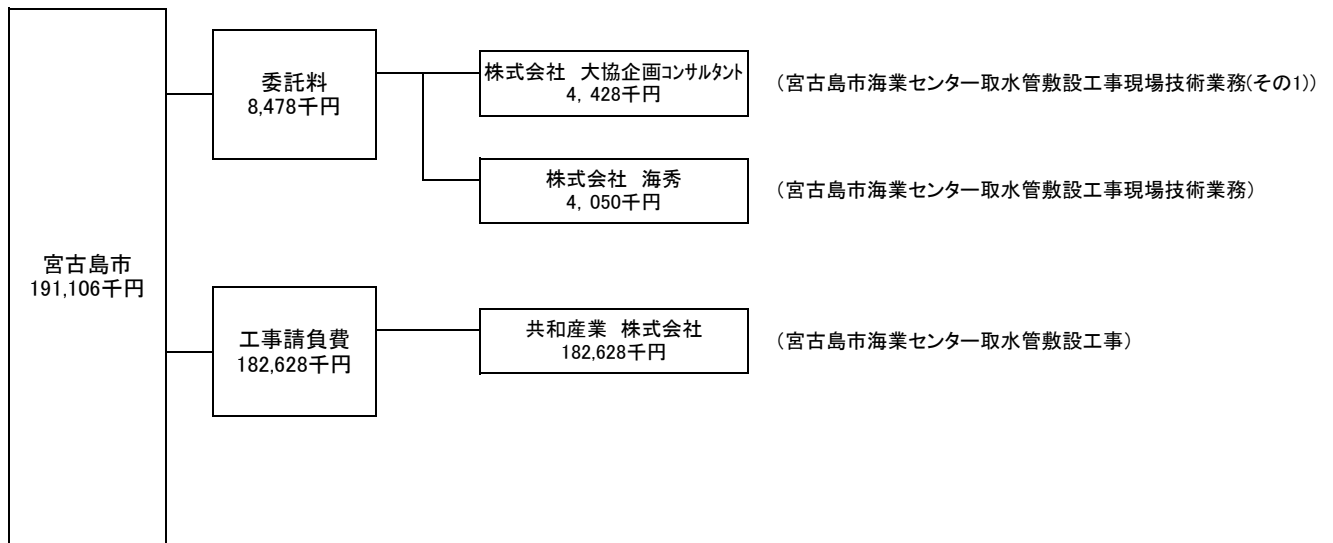 宮古島市
191,106千円
委託料
8,478千円
株式会社　大協企画コンサルタント
4，428千円
（宮古島市海業センター取水管敷設工事現場技術業務(その1)）
株式会社　海秀
4，050千円
（宮古島市海業センター取水管敷設工事現場技術業務）
工事請負費
182,628千円
共和産業　株式会社
182,628千円
（宮古島市海業センター取水管敷設工事）